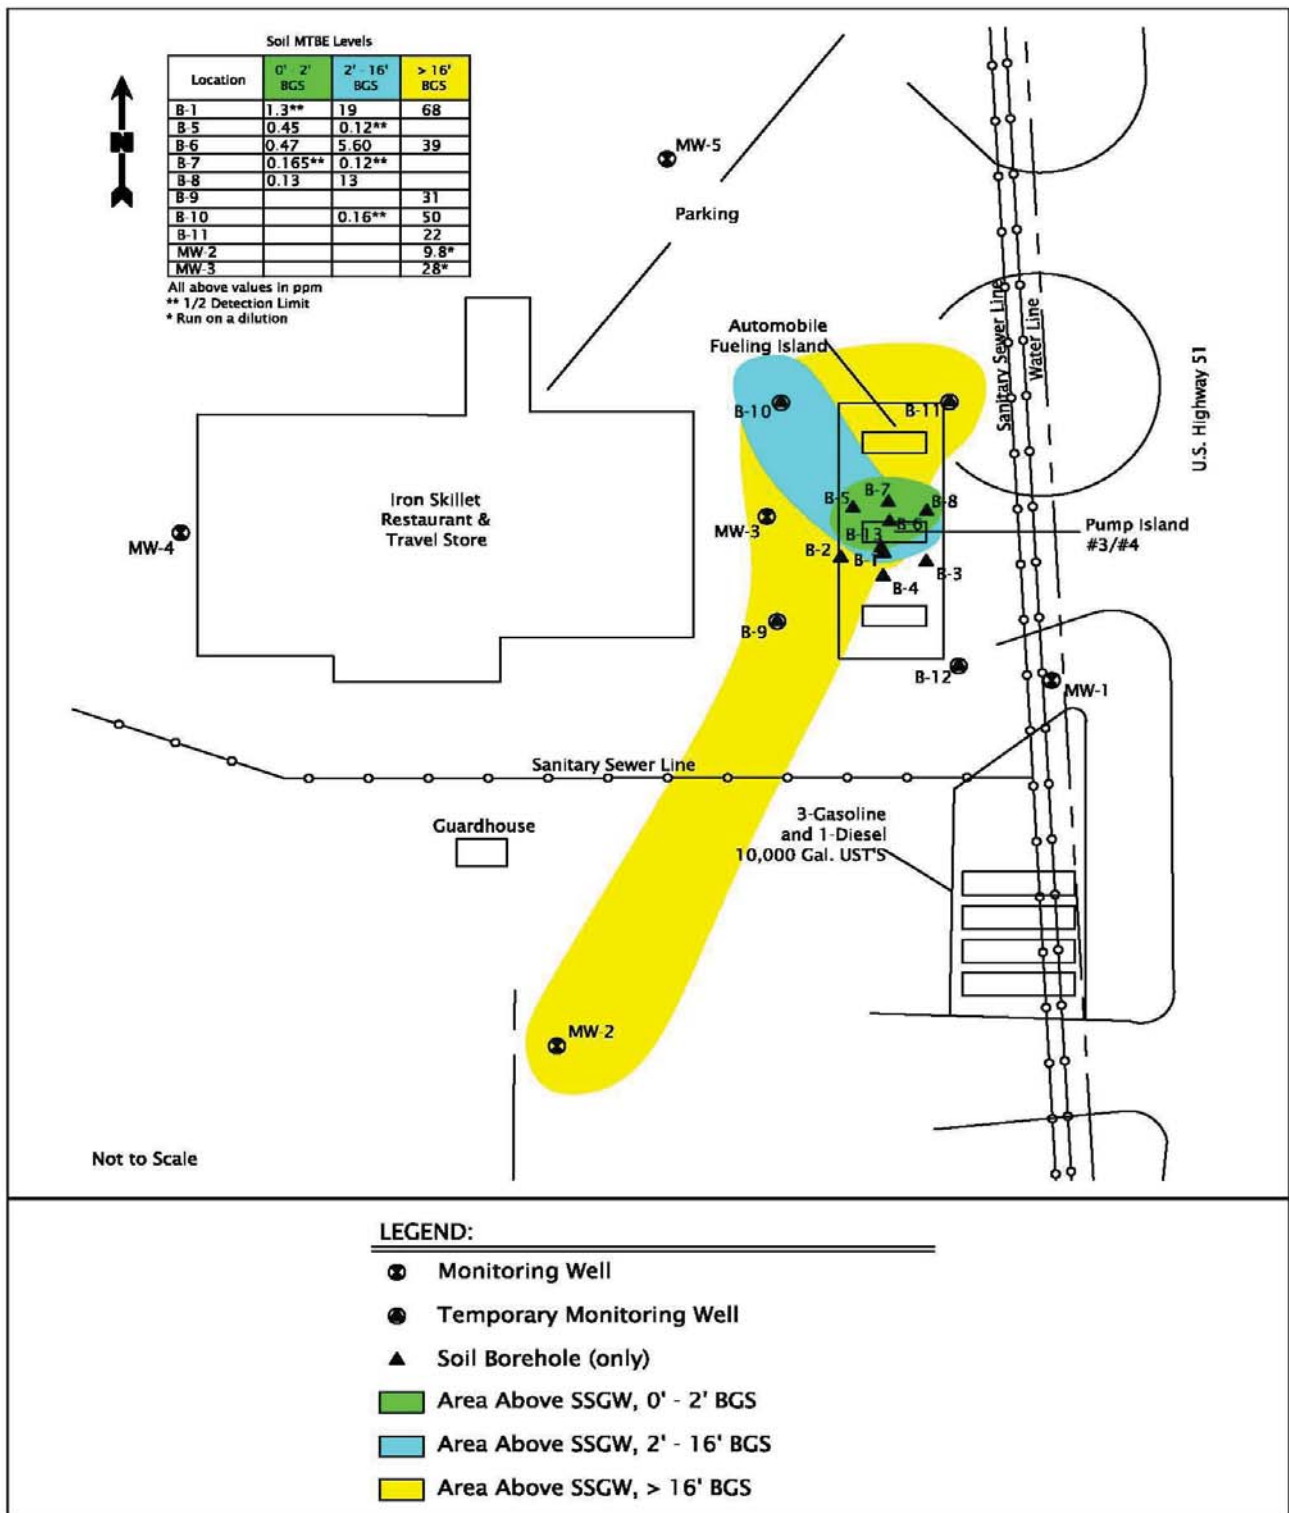 Soil MTBE Levels
Location 0' - 2' BGS 2' - 16' BGS > 16' BGS
B-1 1.3** 19 68
B-5 0.45 0.12**
B-6 0.47 5.60 39
B-7 0.165** 0.12**
B-8 0.13 13
B-9 31
B-10 0.16** 50
B-11 22
MW-2 9.8*
MW-3 28*
All above values in ppm
** 1/2 Detection Limit
* Run on a dilution
N
MW-5
Parking
Automobile
Fueling Island
Sanitary Sewer Line
Water Line
U.S. Highway 51
B-10
B-11
Iron Skillet
Restaurant &
Travel Store
MW-4
MW-3
B-5
B-7
B-8
B-6
B-13
B-2
B-1
B-3
B-4
Pump Island
#3/#4
B-9
B-12
MW-1
Sanitary Sewer Line
Guardhouse
3-Gasoline
and 1-Diesel
10,000 Gal. UST'S
MW-2
Not to Scale
LEGEND:
Monitoring Well
Temporary Monitoring Well
Soil Borehole (only)
Area Above SSGW, 0' - 2' BGS
Area Above SSGW, 2' - 16' BGS
Area Above SSGW, > 16' BGS